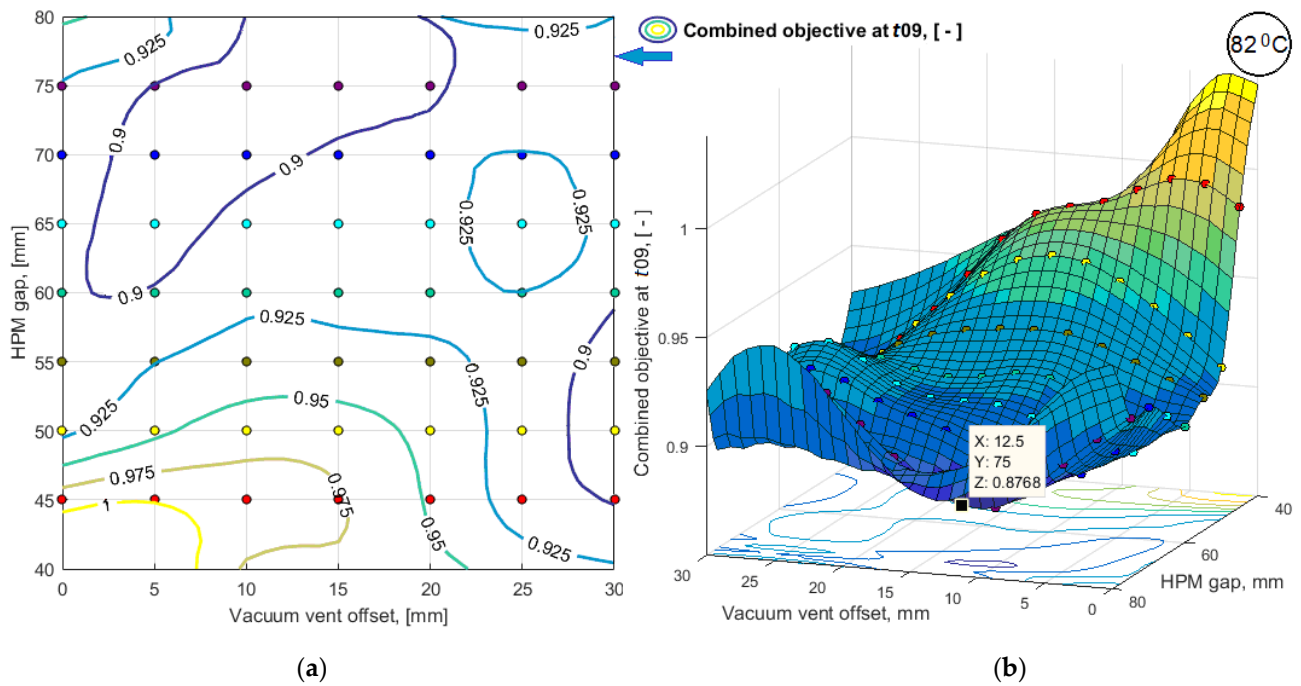 Combined objective at t09, [ - ]
82 ⁰C
HPM gap, [mm]
80
75
70
65
60
55
50
45
40
0.925
0.9
0.9
0.9
0.925
0.925
0.925
0.925
0.925
0.925
0.9
0.95
0.925
0.975
0.975
1
0.95
0.925
0 5 10 15 20 25 30
Vacuum vent offset, [mm]
Combined objective at t09, [ - ]
1
0.95
0.9
X: 12.5
Y: 75
Z: 0.8768
30 25 20 15 10 5 0
Vacuum vent offset, mm
40
60
80
HPM gap, mm
(a)
(b)